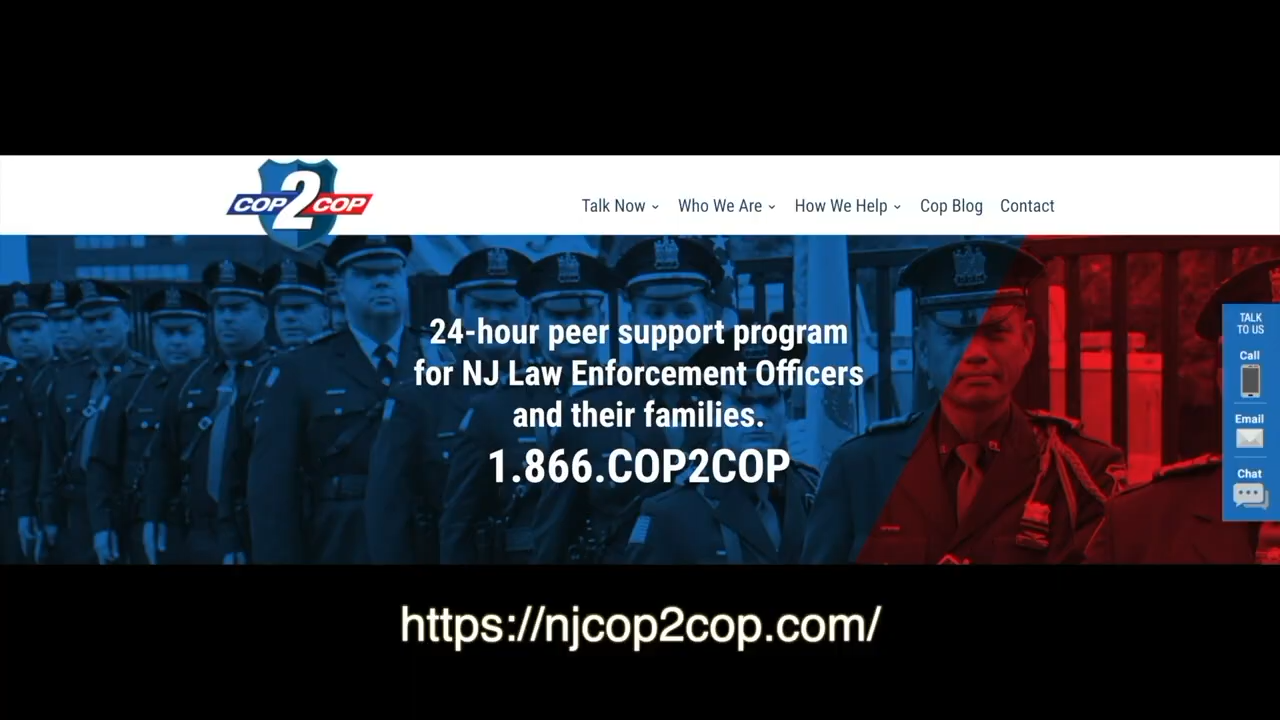 COP 2 COP
Talk Now Who We Are How We Help Cop Blog Contact
24-hour peer support program
for NJ Law Enforcement Officers
and their families.
1.866.COP2COP
TALK
TO US
Call
Email
Chat
https://njcop2cop.com/